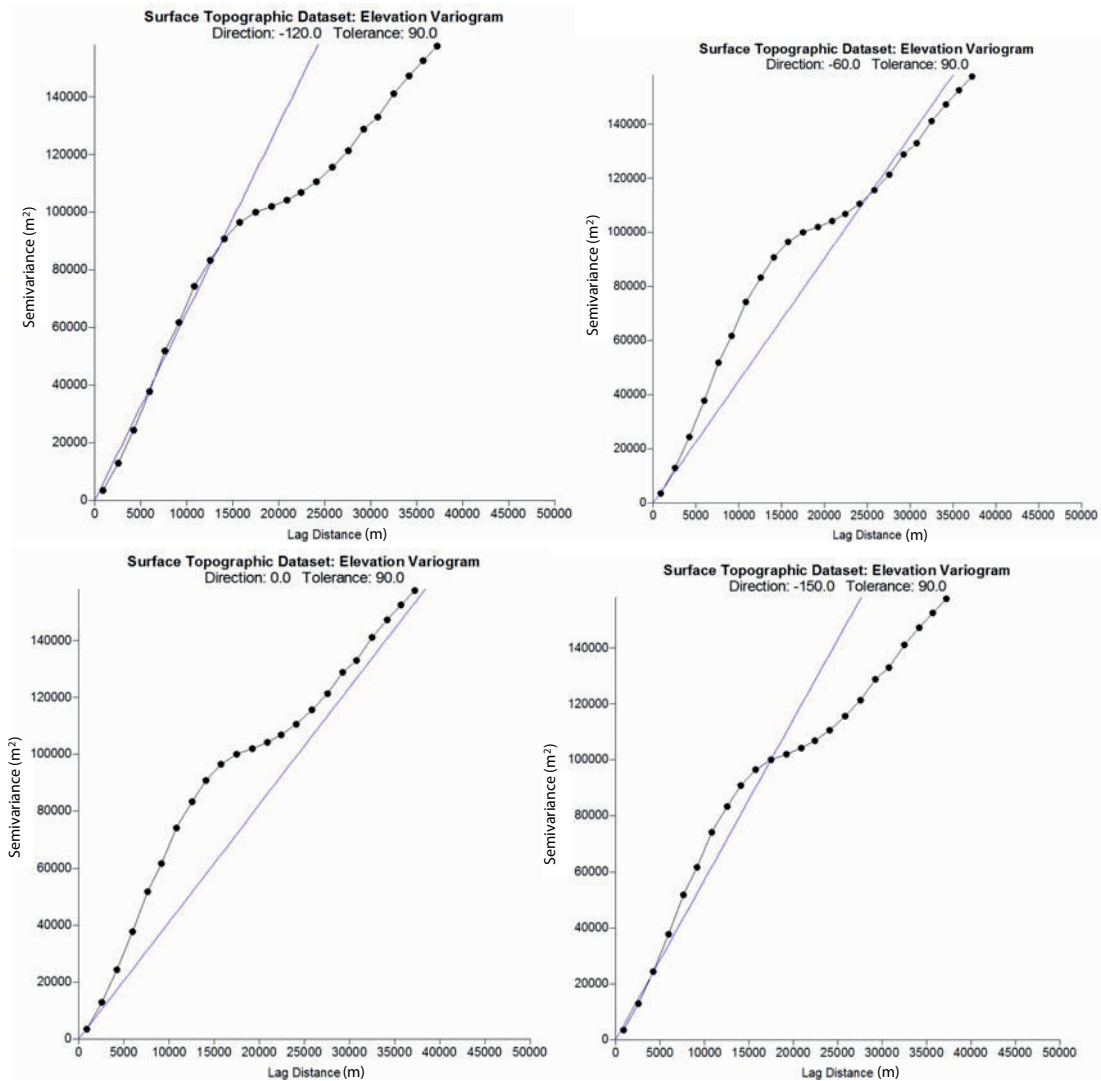 Surface Topographic Dataset: Elevation Variogram
Direction: -120.0 Tolerance: 90.0
140000
120000
100000
80000
60000
40000
20000
0
Semivariance (m²)
0 5000 10000 15000 20000 25000 30000 35000 40000 45000 50000
Lag Distance (m)
Surface Topographic Dataset: Elevation Variogram
Direction: -60.0 Tolerance: 90.0
140000
120000
100000
80000
60000
40000
20000
0
Semivariance (m²)
0 5000 10000 15000 20000 25000 30000 35000 40000 45000 50000
Lag Distance (m)
Surface Topographic Dataset: Elevation Variogram
Direction: 0.0 Tolerance: 90.0
140000
120000
100000
80000
60000
40000
20000
0
Semivariance (m²)
0 5000 10000 15000 20000 25000 30000 35000 40000 45000 50000
Lag Distance (m)
Surface Topographic Dataset: Elevation Variogram
Direction: -150.0 Tolerance: 90.0
140000
120000
100000
80000
60000
40000
20000
0
Semivariance (m²)
0 5000 10000 15000 20000 25000 30000 35000 40000 45000 50000
Lag Distance (m)